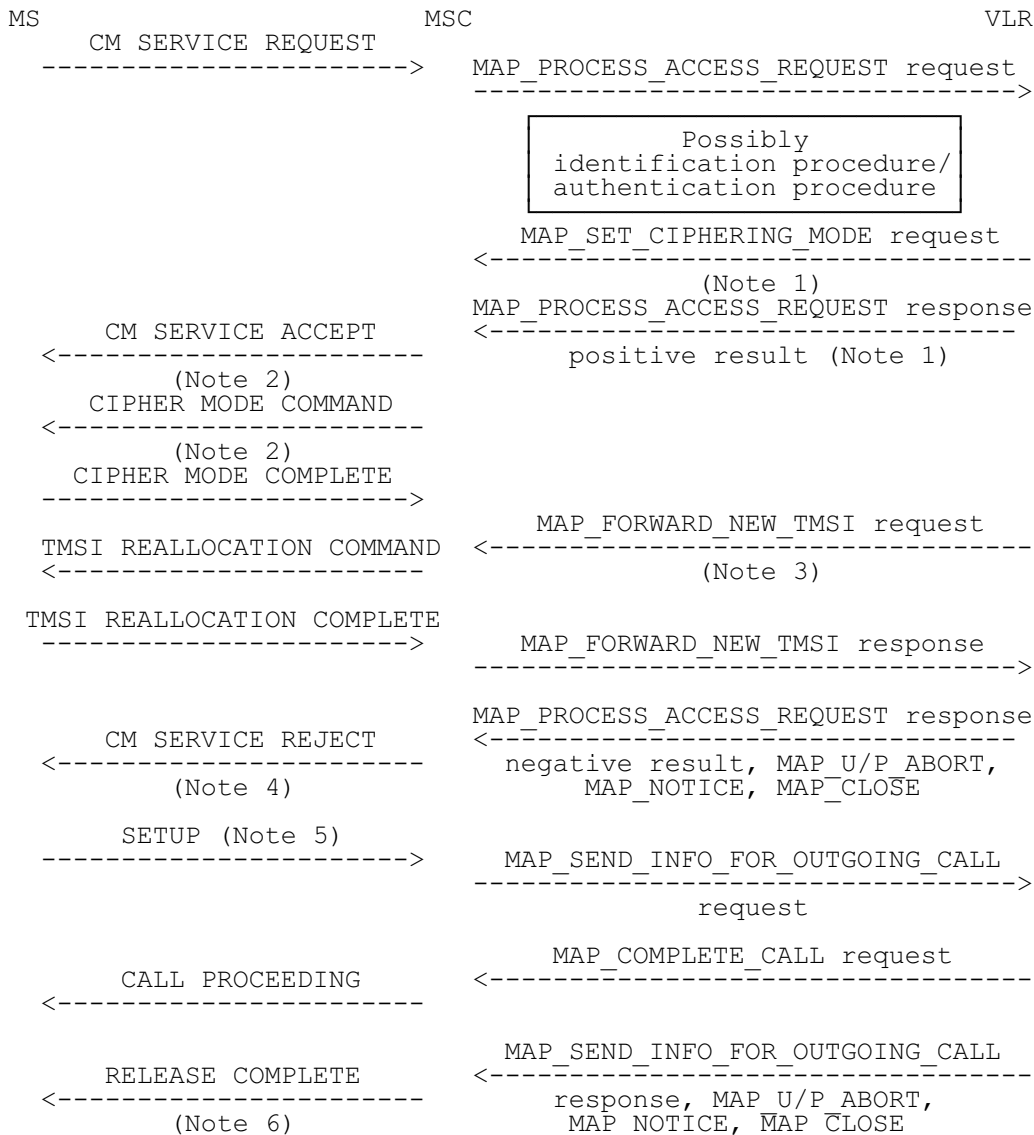 MS MSC VLR
CM SERVICE REQUEST
-----------------------> MAP_PROCESS_ACCESS_REQUEST request
---------------------------------->
Possibly
identification procedure/
authentication procedure
MAP_SET_CIPHERING_MODE request
<----------------------------------
(Note 1)
MAP_PROCESS_ACCESS_REQUEST response
CM SERVICE ACCEPT <---------------------------------
<----------------------- positive result (Note 1)
(Note 2)
CIPHER MODE COMMAND
<-----------------------
(Note 2)
CIPHER MODE COMPLETE
----------------------->
MAP_FORWARD_NEW_TMSI request
TMSI REALLOCATION COMMAND <----------------------------------
<----------------------- (Note 3)
TMSI REALLOCATION COMPLETE
-----------------------> MAP_FORWARD_NEW_TMSI response
---------------------------------->
MAP_PROCESS_ACCESS_REQUEST response
CM SERVICE REJECT <---------------------------------
<----------------------- negative result, MAP_U/P_ABORT,
(Note 4) MAP_NOTICE, MAP_CLOSE
SETUP (Note 5)
-----------------------> MAP_SEND_INFO_FOR_OUTGOING_CALL
---------------------------------->
request
MAP_COMPLETE_CALL request
CALL PROCEEDING <----------------------------------
<-----------------------
MAP_SEND_INFO_FOR_OUTGOING_CALL
RELEASE COMPLETE <----------------------------------
<----------------------- response, MAP_U/P_ABORT,
(Note 6) MAP_NOTICE, MAP_CLOSE